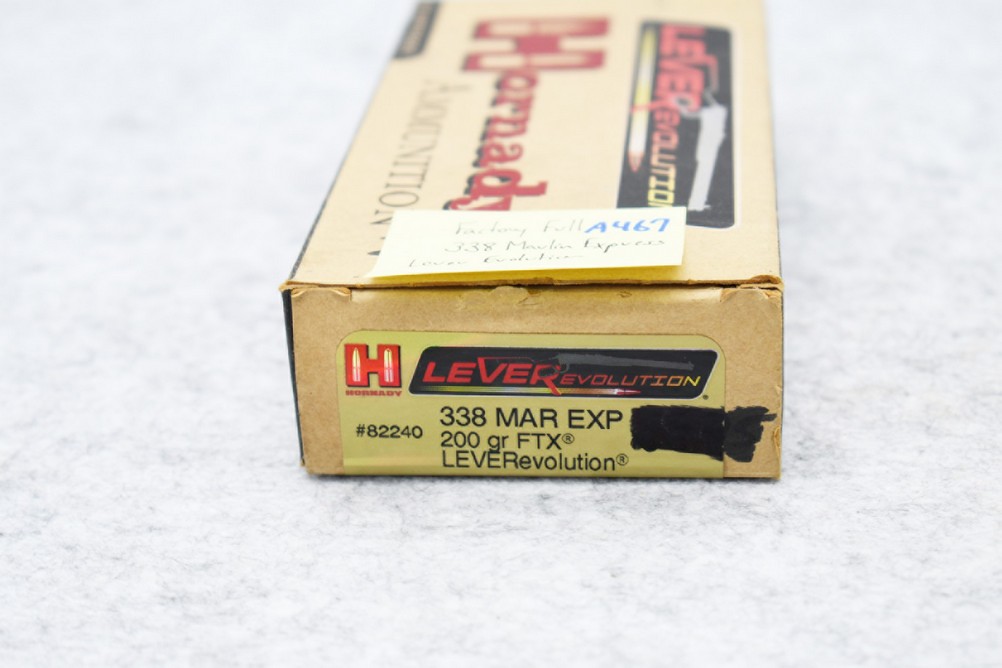 Hornady
AMMUNITION
LEVERevolution
Factory Full A467
338 Marlin Express
Lever Evolution
H
HORNADY
LEVERevolution
#82240
338 MAR EXP
200 gr FTX®
LEVERevolution®